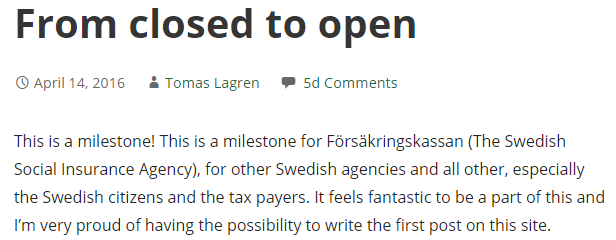 From closed to open
April 14, 2016 Tomas Lagren 5d Comments
This is a milestone! This is a milestone for Försäkringskassan (The Swedish
Social Insurance Agency), for other Swedish agencies and all other, especially
the Swedish citizens and the tax payers. It feels fantastic to be a part of this and
I'm very proud of having the possibility to write the first post on this site.